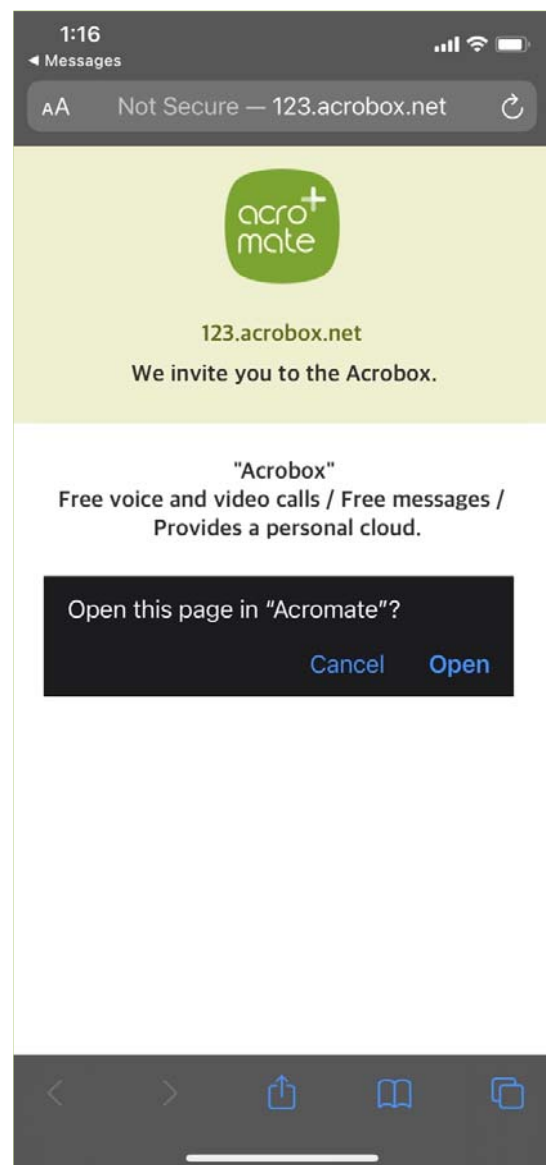 1:16
◀ Messages
AA Not Secure — 123.acrobox.net
acro+
mate
123.acrobox.net
We invite you to the Acrobox.
"Acrobox"
Free voice and video calls / Free messages /
Provides a personal cloud.
Open this page in “Acromate”?
Cancel Open